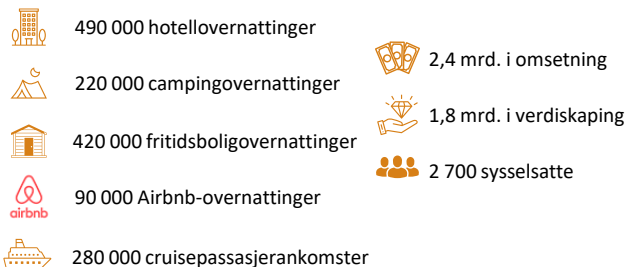 490 000 hotellovernattinger
220 000 campingovernattinger
420 000 fritidsboligovernattinger
airbnb
90 000 Airbnb-overnattinger
280 000 cruisepassasjerankomster
2,4 mrd. i omsetning
1,8 mrd. i verdiskaping
2 700 sysselsatte